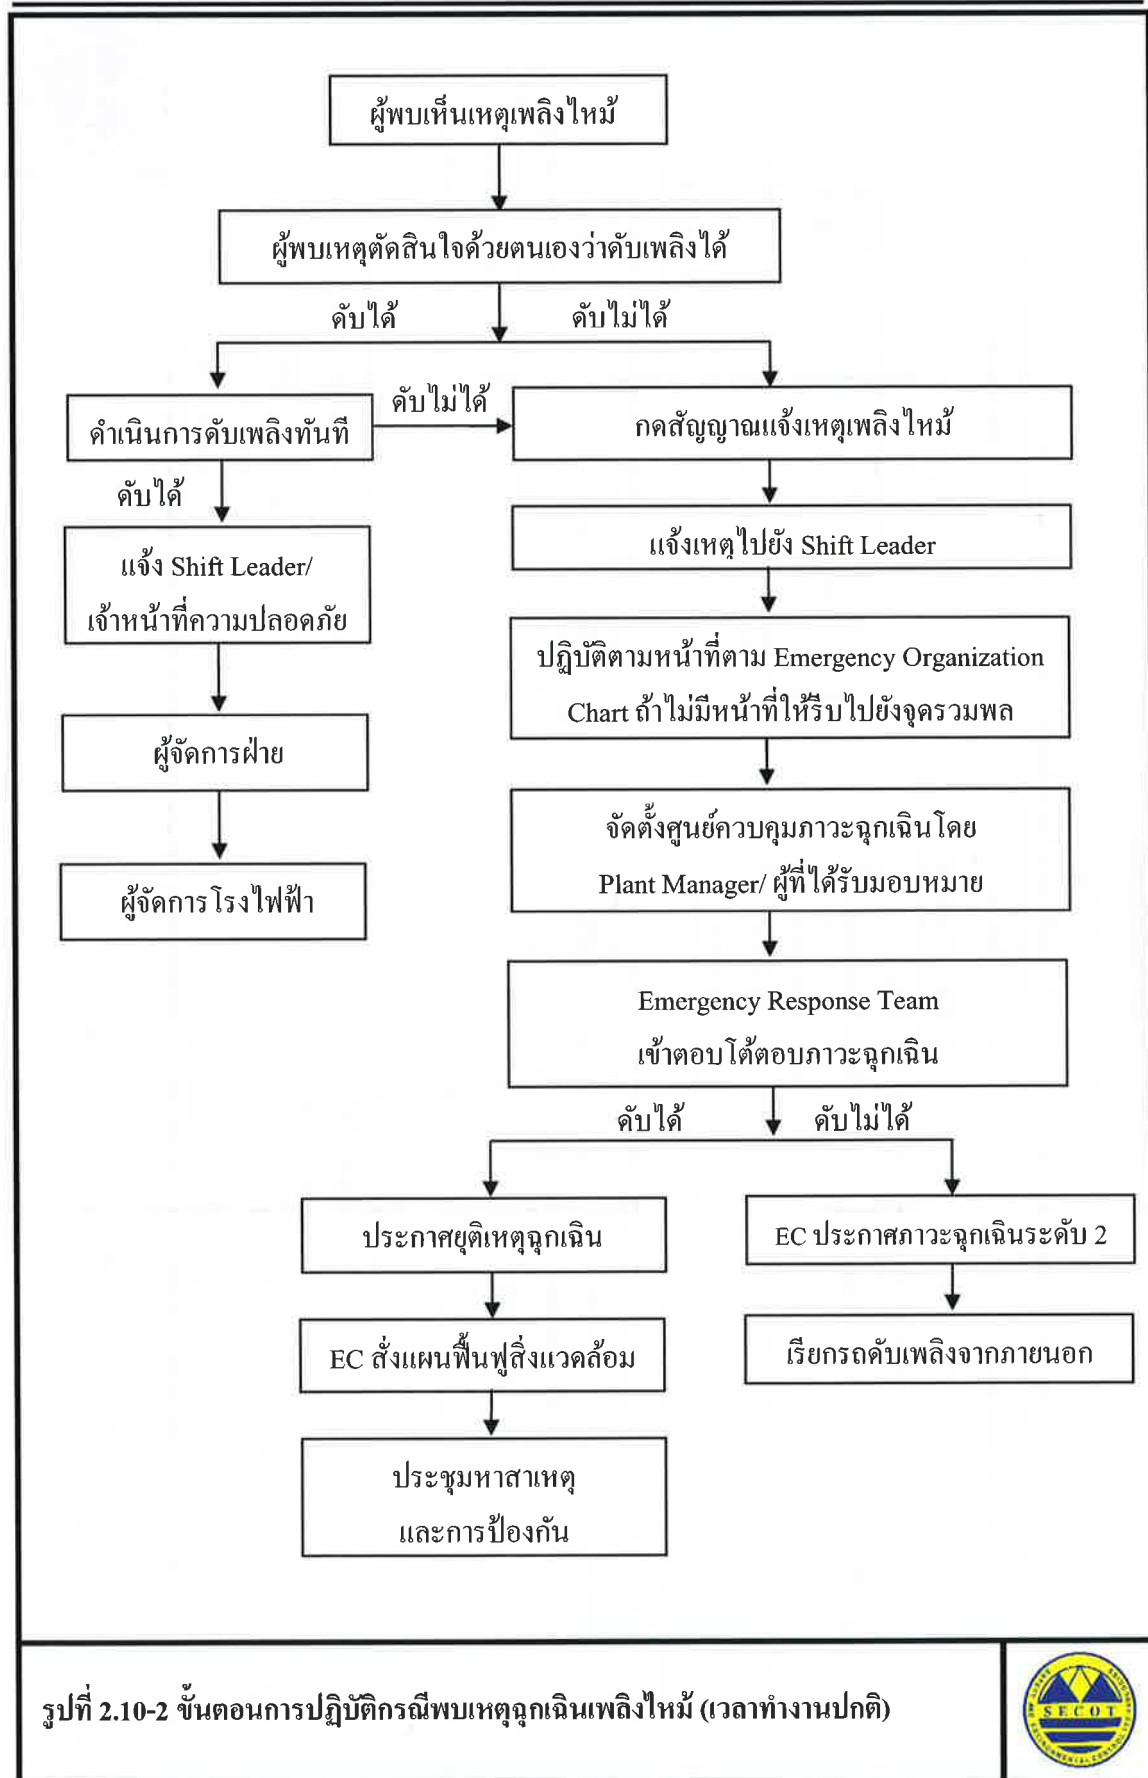 ผู้พบเห็นเหตุเพลิงไหม้
ผู้พบเหตุตัดสินใจด้วยตนเองว่าดับเพลิงได้
ดับได้
ดับไม่ได้
ดำเนินการดับเพลิงทันที
ดับไม่ได้
กดสัญญาณแจ้งเหตุเพลิงไหม้
ดับได้
แจ้ง Shift Leader/
เจ้าหน้าที่ความปลอดภัย
ผู้จัดการฝ่าย
ผู้จัดการโรงไฟฟ้า
แจ้งเหตุไปยัง Shift Leader
ปฏิบัติตามหน้าที่ตาม Emergency Organization
Chart ถ้าไม่มีหน้าที่ให้รีบไปยังจุดรวมพล
จัดตั้งศูนย์ควบคุมภาวะฉุกเฉินโดย
Plant Manager/ ผู้ที่ได้รับมอบหมาย
Emergency Response Team
เข้าตอบโต้ตอบภาวะฉุกเฉิน
ดับได้
ดับไม่ได้
ประกาศยุติเหตุฉุกเฉิน
EC สั่งแผนฟื้นฟูสิ่งแวดล้อม
ประชุมหาสาเหตุ
และการป้องกัน
EC ประกาศภาวะฉุกเฉินระดับ 2
เรียกรถดับเพลิงจากภายนอก
รูปที่ 2.10-2 ขั้นตอนการปฏิบัติกรณีพบเหตุฉุกเฉินเพลิงไหม้ (เวลาทำงานปกติ)
SECOT